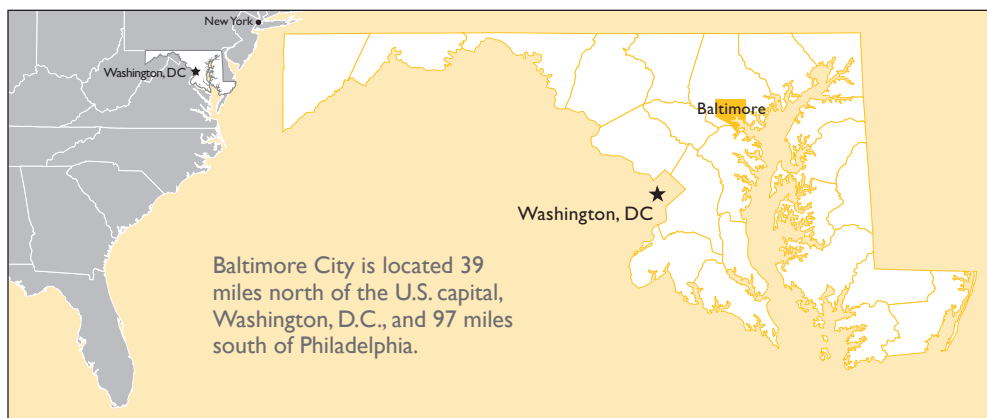 New York
Washington, DC
Baltimore
Washington, DC
Baltimore City is located 39
miles north of the U.S. capital,
Washington, D.C., and 97 miles
south of Philadelphia.